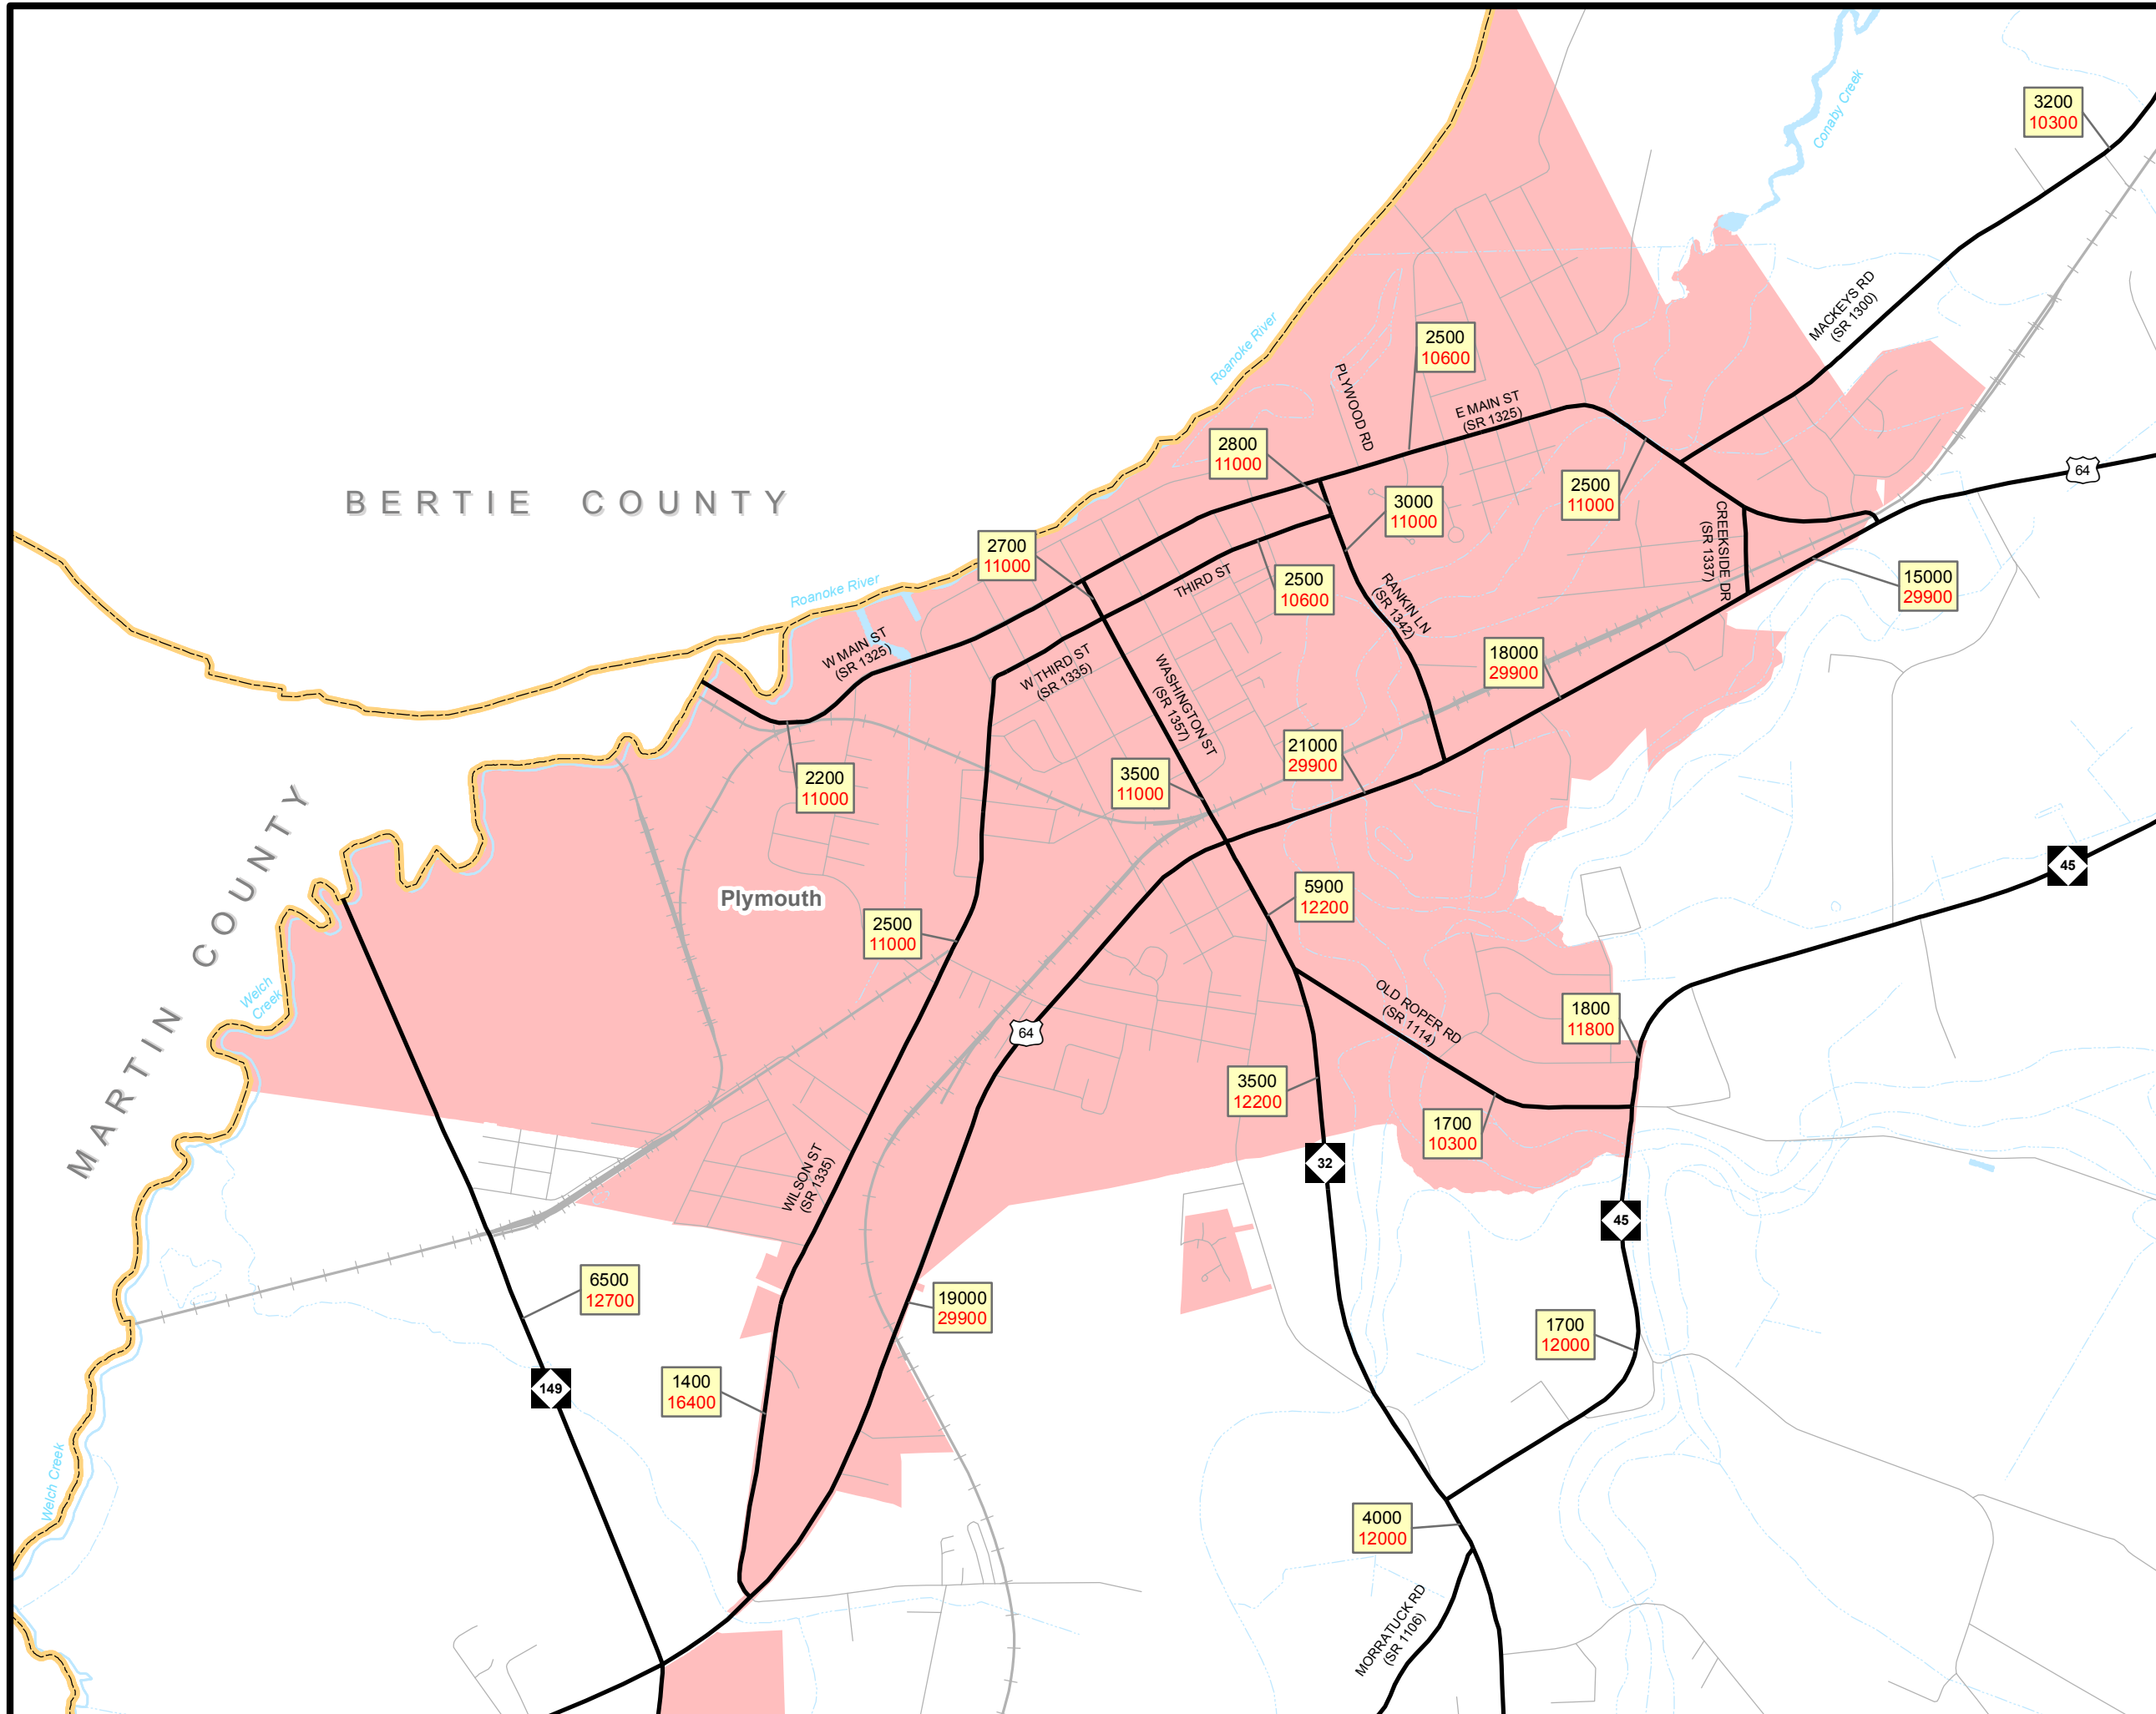 3200
10300
Conaby Creek
MACKEYS RD
(SR 1300)
Roanoke River
2500
10600
PLYWOOD RD
E MAIN ST
(SR 1325)
2800
11000
3000
11000
2500
11000
64
BERTIE COUNTY
CREEKSIDE DR
(SR 1337)
2700
11000
THIRD ST
2500
10600
RANKIN LN
(SR 1342)
15000
29900
Roanoke River
W MAIN ST
(SR 1325)
W THIRD ST
(SR 1335)
WASHINGTON ST
(SR 1357)
18000
29900
21000
29900
2200
11000
3500
11000
45
MARTIN COUNTY
Plymouth
5900
12200
2500
11000
Welch
Creek
64
OLD ROPER RD
(SR 1114)
1800
11800
3500
12200
1700
10300
WILSON ST
(SR 1335)
32
45
6500
12700
19000
29900
1700
12000
149
1400
16400
Welch Creek
4000
12000
MORRATUCK RD
(SR 1106)